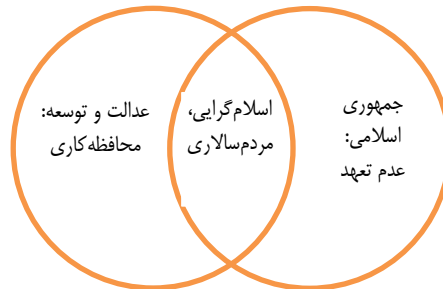 جمهوری
اسلامی:
عدم تعهد
اسلام‌گرایی،
مردم‌سالاری
عدالت و توسعه:
محافظه‌کاری